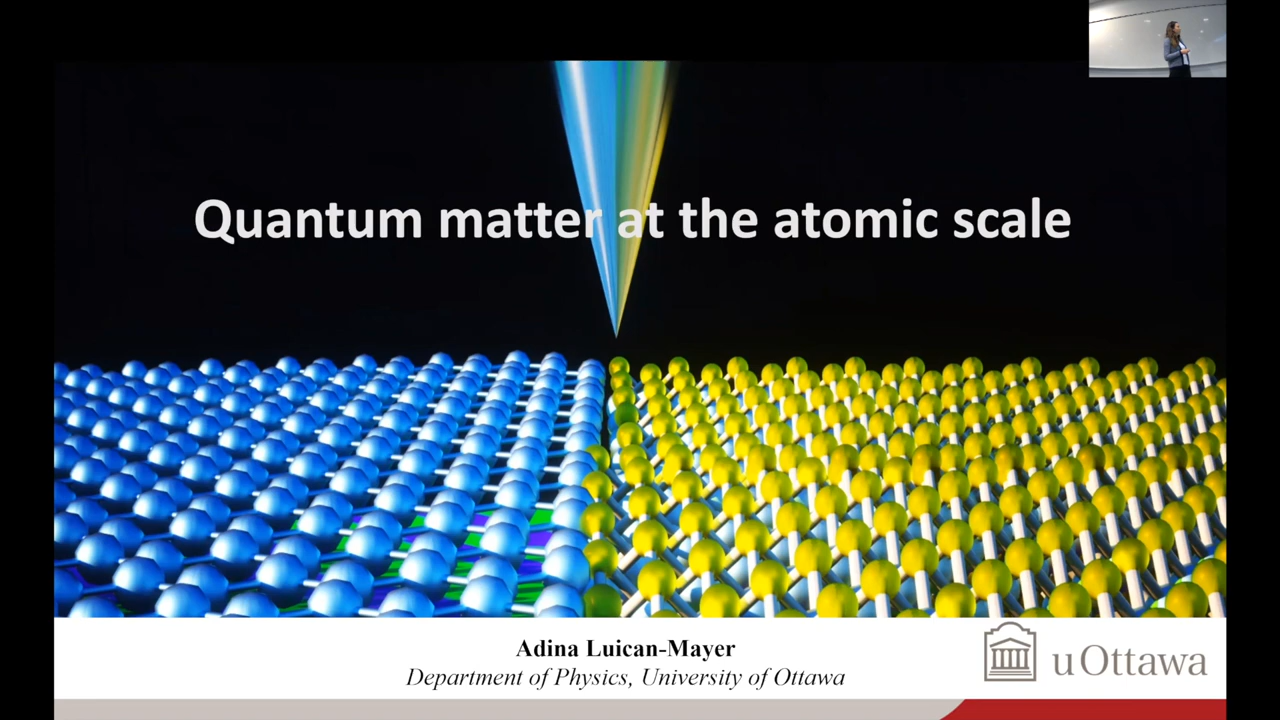 Quantum matter at the atomic scale
Adina Luican-Mayer
Department of Physics, University of Ottawa
uOttawa